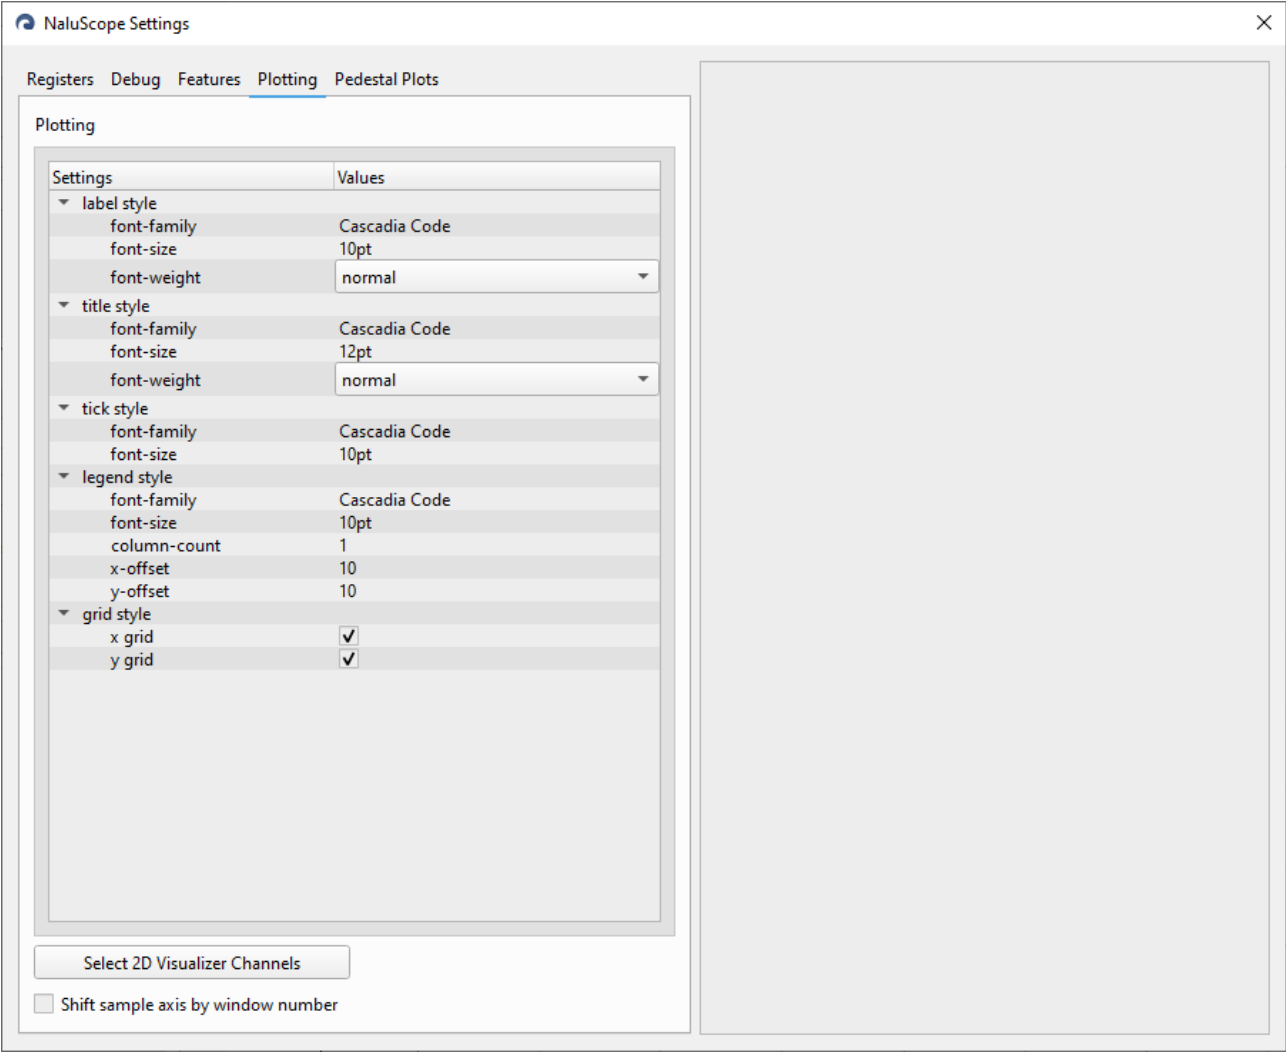 NaluScope Settings
Registers Debug Features Plotting Pedestal Plots
Plotting
Settings Values
label style
font-family Cascadia Code
font-size 10pt
font-weight normal
title style
font-family Cascadia Code
font-size 12pt
font-weight normal
tick style
font-family Cascadia Code
font-size 10pt
legend style
font-family Cascadia Code
font-size 10pt
column-count 1
x-offset 10
y-offset 10
grid style
x grid
y grid
Select 2D Visualizer Channels
Shift sample axis by window number